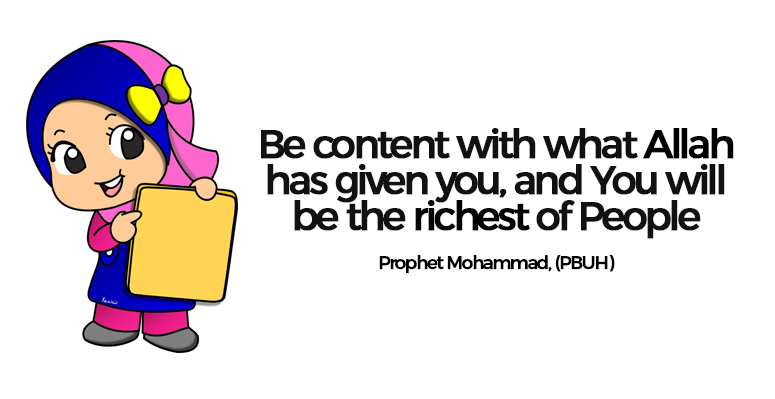 Be content with what Allah
has given you, and You will
be the richest of People
Prophet Mohammad, (PBUH)